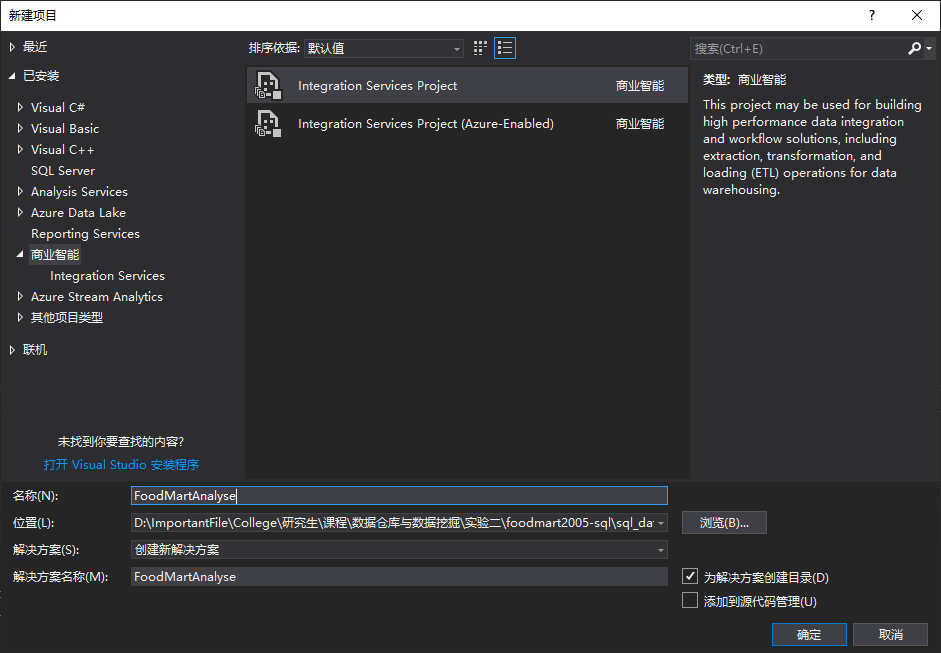 新建项目
?
最近
排序依据: 默认值
搜索(Ctrl+E)
已安装
Visual C#
Visual Basic
Visual C++
SQL Server
Analysis Services
Azure Data Lake
Reporting Services
商业智能
Integration Services
Azure Stream Analytics
其他项目类型
联机
未找到你要查找的内容?
打开 Visual Studio 安装程序
Integration Services Project 商业智能
Integration Services Project (Azure-Enabled) 商业智能
类型: 商业智能
This project may be used for building
high performance data integration
and workflow solutions, including
extraction, transformation, and
loading (ETL) operations for data
warehousing.
名称(N): FoodMartAnalyse
位置(L): D:\ImportantFile\College\研究生\课程\数据仓库与数据挖掘\实验二\foodmart2005-sql\sql_da 浏览(B)...
解决方案(S): 创建新解决方案
解决方案名称(M): FoodMartAnalyse
为解决方案创建目录(D)
添加到源代码管理(U)
确定 取消